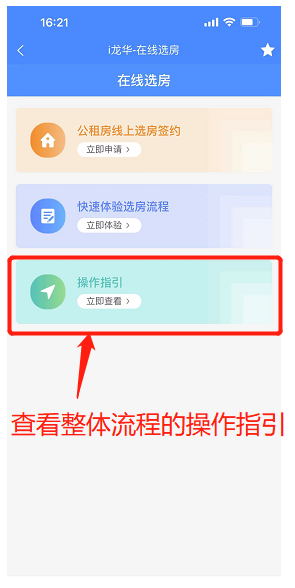 16:21
i龙华-在线选房
在线选房
公租房线上选房签约
立即申请 >
快速体验选房流程
立即体验 >
操作指引
立即查看 >
查看整体流程的操作指引